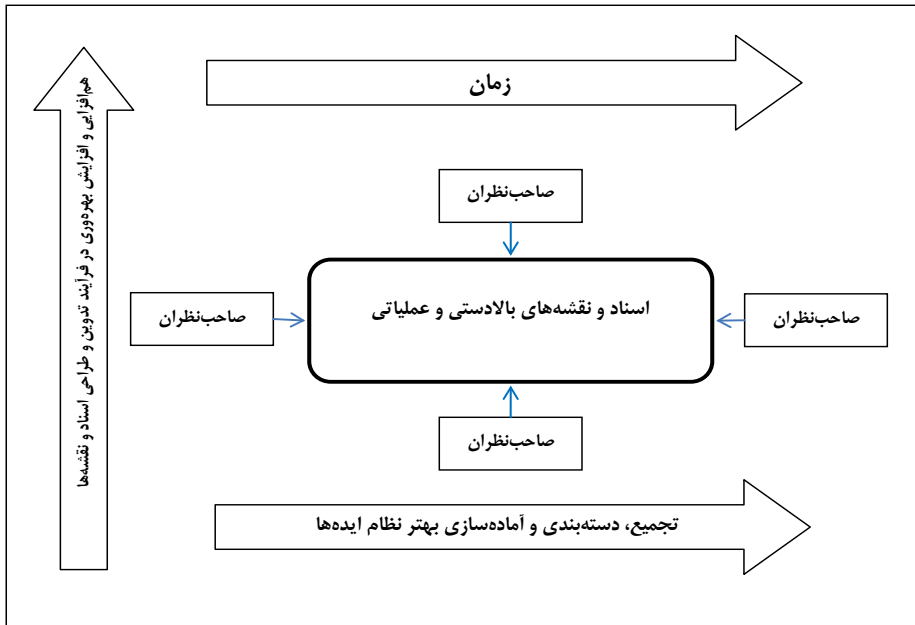 زمان
هم‌افزایی و افزایش بهره‌وری در فرآیند تدوین و طراحی اسناد و نقشه‌ها
صاحب‌نظران
اسناد و نقشه‌های بالادستی و عملیاتی
صاحب‌نظران
صاحب‌نظران
صاحب‌نظران
تجمیع، دسته‌بندی و آماده‌سازی بهتر نظام ایده‌ها